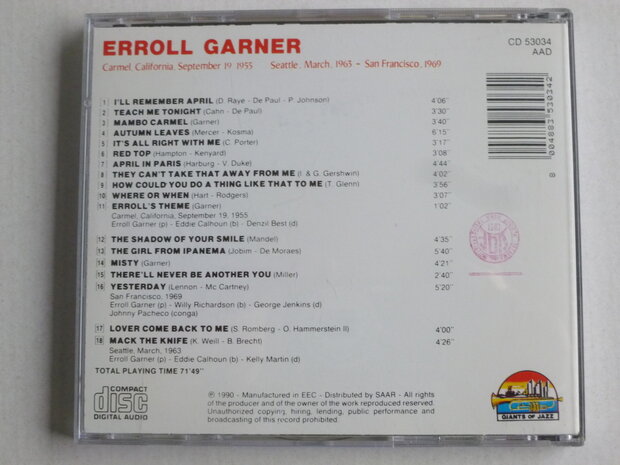 ERROLL GARNER
CD 53034
AAD
Carmel, California, September 19, 1955 Seattle, March, 1963 - San Francisco, 1969
1 I'LL REMEMBER APRIL (D. Raye - De Paul - P. Johnson) 4'06"
2 TEACH ME TONIGHT (Cahn - De Paul) 3'30"
3 MAMBO CARMEL (Garner) 3'40"
4 AUTUMN LEAVES (Mercer - Kosma) 6'15"
5 IT'S ALL RIGHT WITH ME (C. Porter) 3'17"
6 RED TOP (Hampton - Kenyard) 3'08"
7 APRIL IN PARIS (Harburg - V. Duke) 4'44"
8 THEY CAN'T TAKE THAT AWAY FROM ME (I. & G. Gershwin) 4'02"
9 HOW COULD YOU DO A THING LIKE THAT TO ME (T. Glenn) 3'56"
10 WHERE OR WHEN (Hart - Rodgers) 3'07"
11 ERROLL'S THEME (Garner) 1'02"
Carmel, California, September 19, 1955
Erroll Garner (p) - Eddie Calhoun (b) - Denzil Best (d)
12 THE SHADOW OF YOUR SMILE (Mandel) 4'35"
13 THE GIRL FROM IPANEMA (Jobim - De Moraes) 5'40"
14 MISTY (Garner) 4'21"
15 THERE'LL NEVER BE ANOTHER YOU (Miller) 2'40"
16 YESTERDAY (Lennon - Mc Cartney) 5'20"
San Francisco, 1969
Erroll Garner (p) - Willy Richardson (b) - George Jenkins (d)
Johnny Pacheco (conga)
17 LOVER COME BACK TO ME (S. Romberg - O. Hammerstein II) 4'00"
18 MACK THE KNIFE (K. Weill - B. Brecht) 4'26"
Seattle, March, 1963
Erroll Garner (p) - Eddie Calhoun (b) - Kelly Martin (d)
TOTAL PLAYING TIME 71'49"
8 004883 530342
COMPACT
disc
DIGITAL AUDIO
℗ 1990 - Manufactured in EEC - Distributed by SAAR - All rights
of the producer and of the owner of the work reproduced reserved.
Unauthorized copying, hiring, lending, public performance and
broadcasting of this record prohibited.
GIANTS OF JAZZ